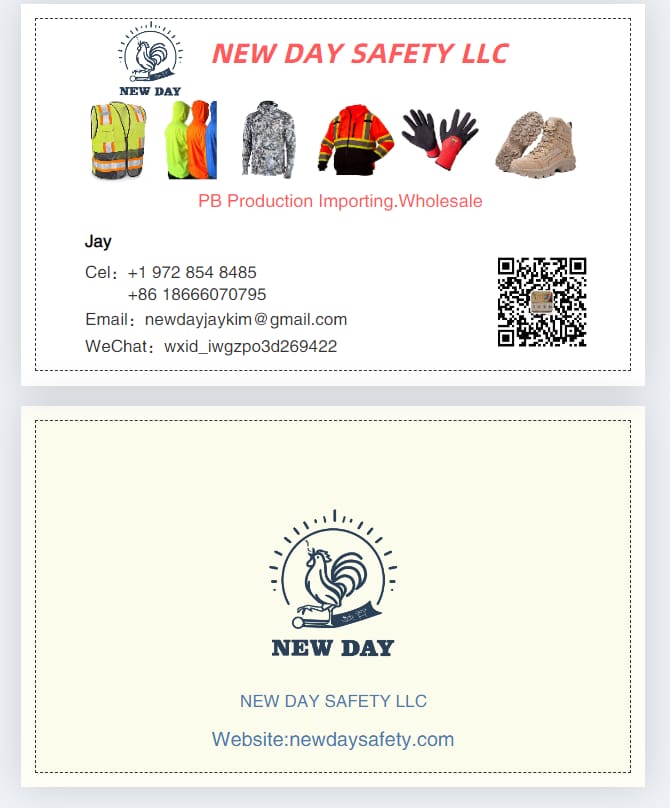 NEW DAY
NEW DAY SAFETY LLC
PB Production Importing.Wholesale
Jay
Cel：+1 972 854 8485
+86 18666070795
Email：newdayjaykim@gmail.com
WeChat：wxid_iwgzpo3d269422
NEW DAY
NEW DAY SAFETY LLC
Website:newdaysafety.com